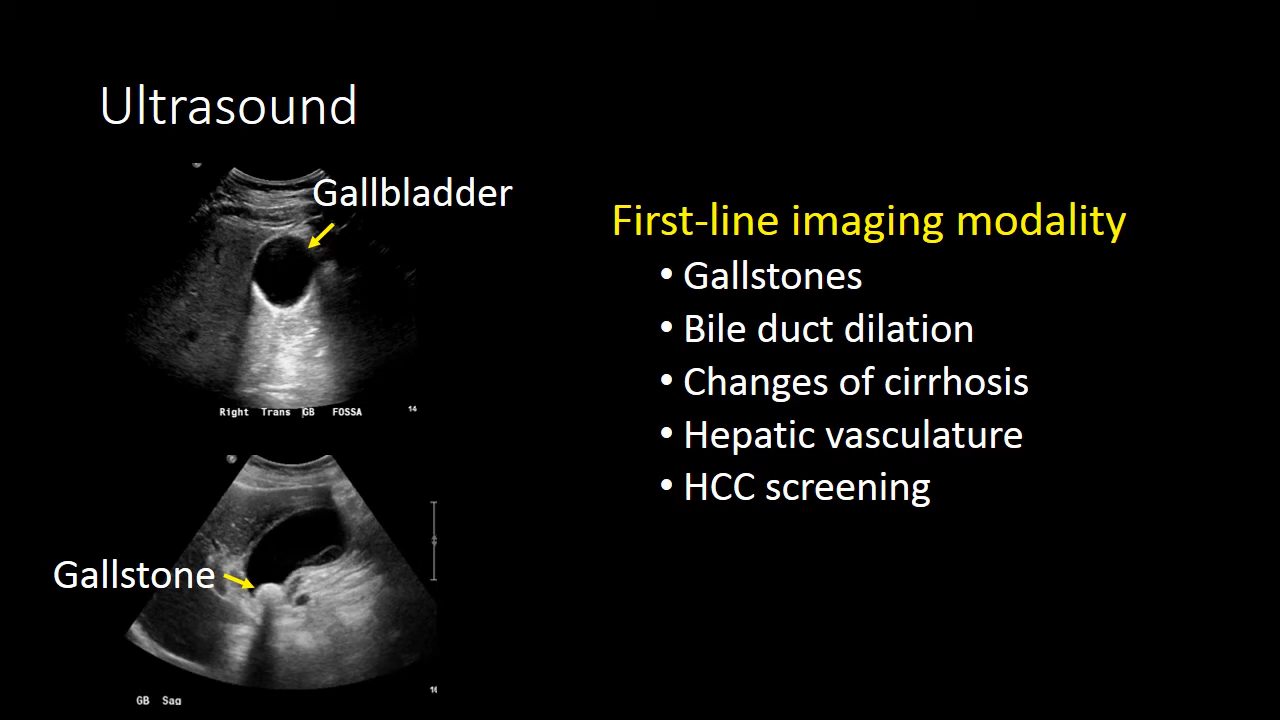 Ultrasound
Gallbladder
Right Trans GB FOSSA
14
GB Sag
Gallstone
First-line imaging modality
• Gallstones
• Bile duct dilation
• Changes of cirrhosis
• Hepatic vasculature
• HCC screening